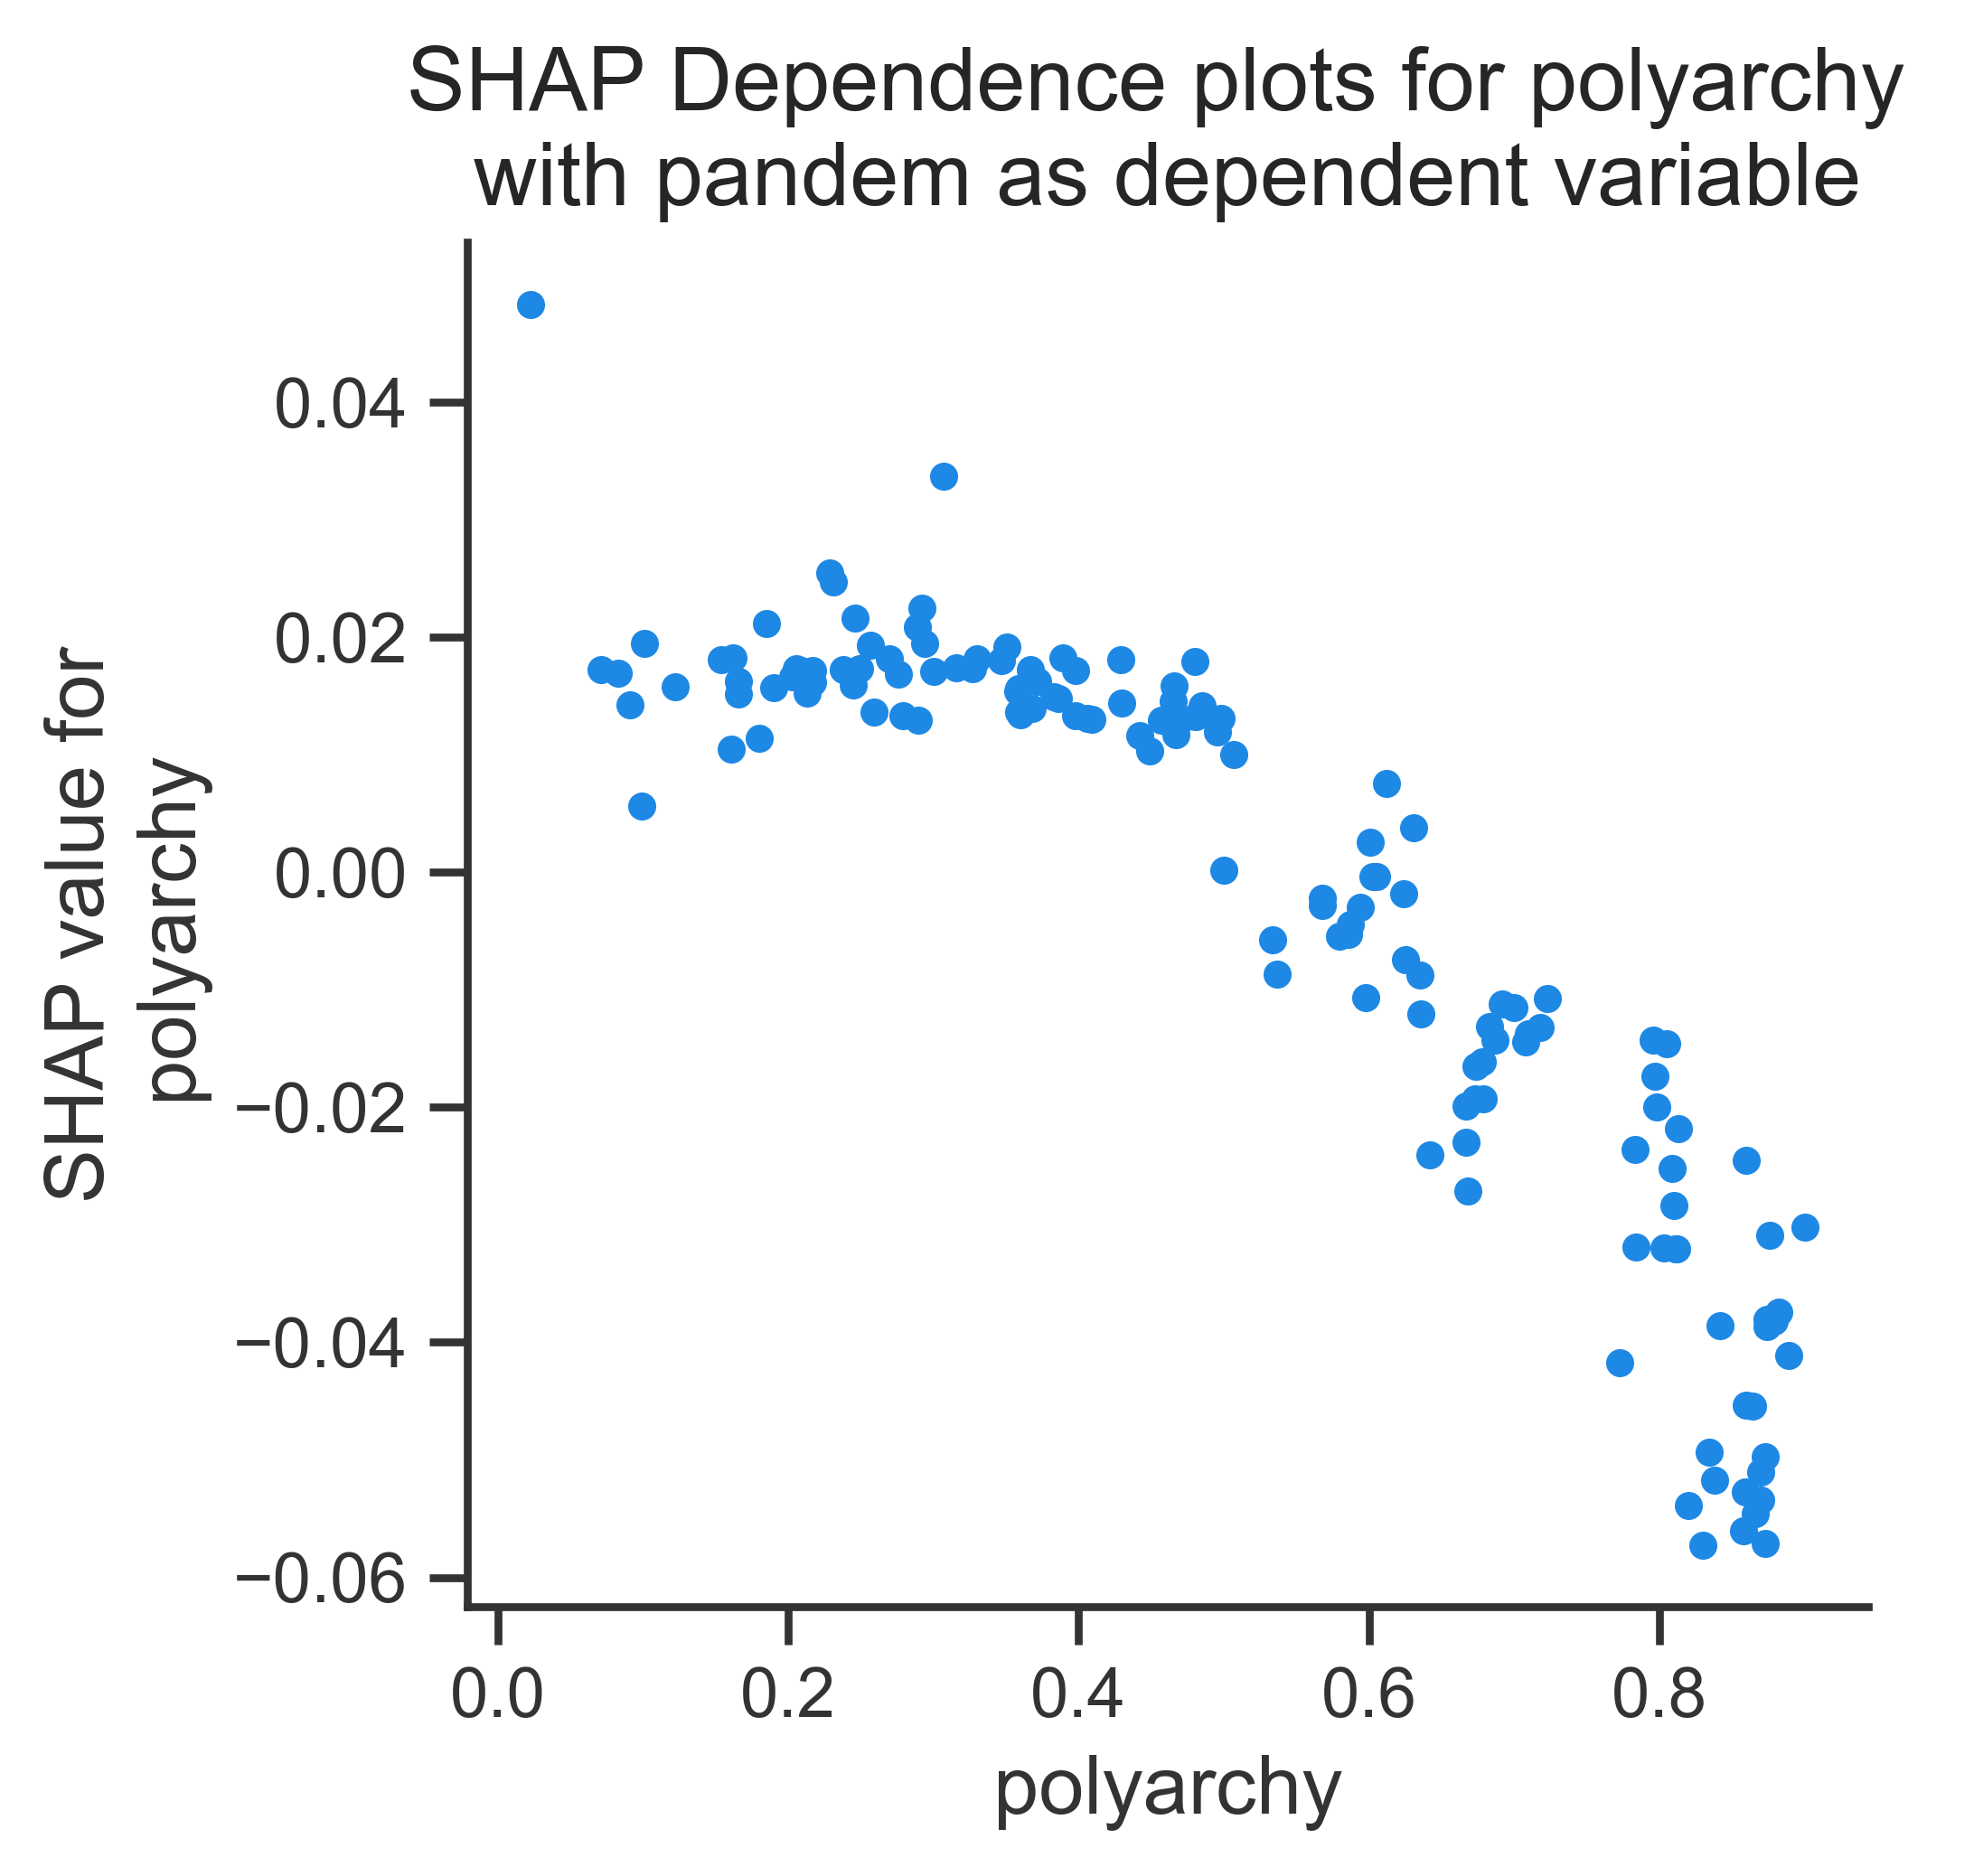 SHAP Dependence plots for polyarchy
with pandem as dependent variable
SHAP value for
polyarchy
0.04
0.02
0.00
−0.02
−0.04
−0.06
0.0 0.2 0.4 0.6 0.8
polyarchy